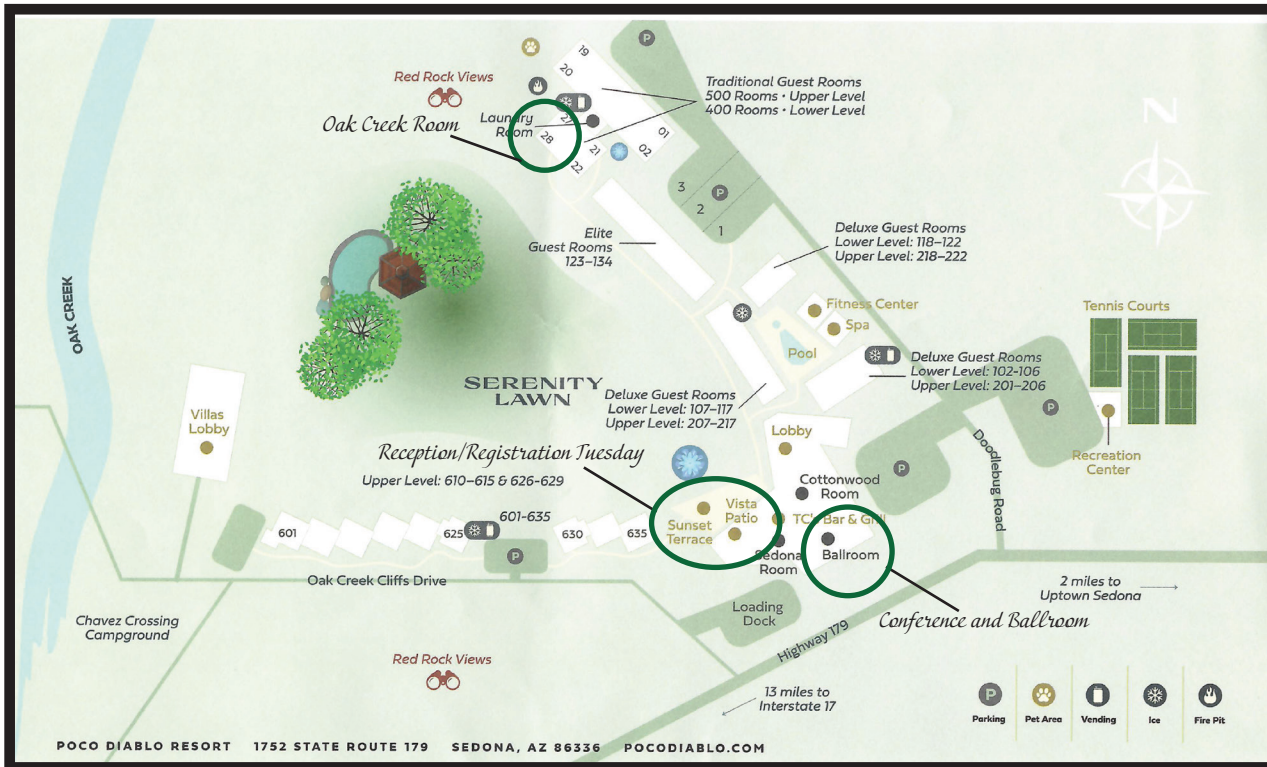 19
20
P
Red Rock Views
Traditional Guest Rooms
500 Rooms • Upper Level
400 Rooms • Lower Level
Oak Creek Room
Laundry
Room
27
28
21
22
01
02
N
3
2
1
P
Elite
Guest Rooms
123–134
Deluxe Guest Rooms
Lower Level: 118–122
Upper Level: 218–222
OAK CREEK
Fitness Center
Spa
Pool
Tennis Courts
Deluxe Guest Rooms
Lower Level: 102-106
Upper Level: 201–206
SERENITY
LAWN
Deluxe Guest Rooms
Lower Level: 107–117
Upper Level: 207–217
Villas
Lobby
Lobby
P
Doodlebug Road
Recreation
Center
Reception/Registration Tuesday
Upper Level: 610–615 & 626-629
P
Cottonwood
Room
Vista
Patio
Sunset
Terrace
TC's Bar & Grill
Sedona
Room
Ballroom
601
625
601-635
630
635
P
Oak Creek Cliffs Drive
2 miles to
Uptown Sedona
Loading
Dock
Conference and Ballroom
Chavez Crossing
Campground
Highway 179
Red Rock Views
13 miles to
Interstate 17
P
Parking
Pet Area
Vending
Ice
Fire Pit
POCO DIABLO RESORT 1752 STATE ROUTE 179 SEDONA, AZ 86336 POCODIABLO.COM